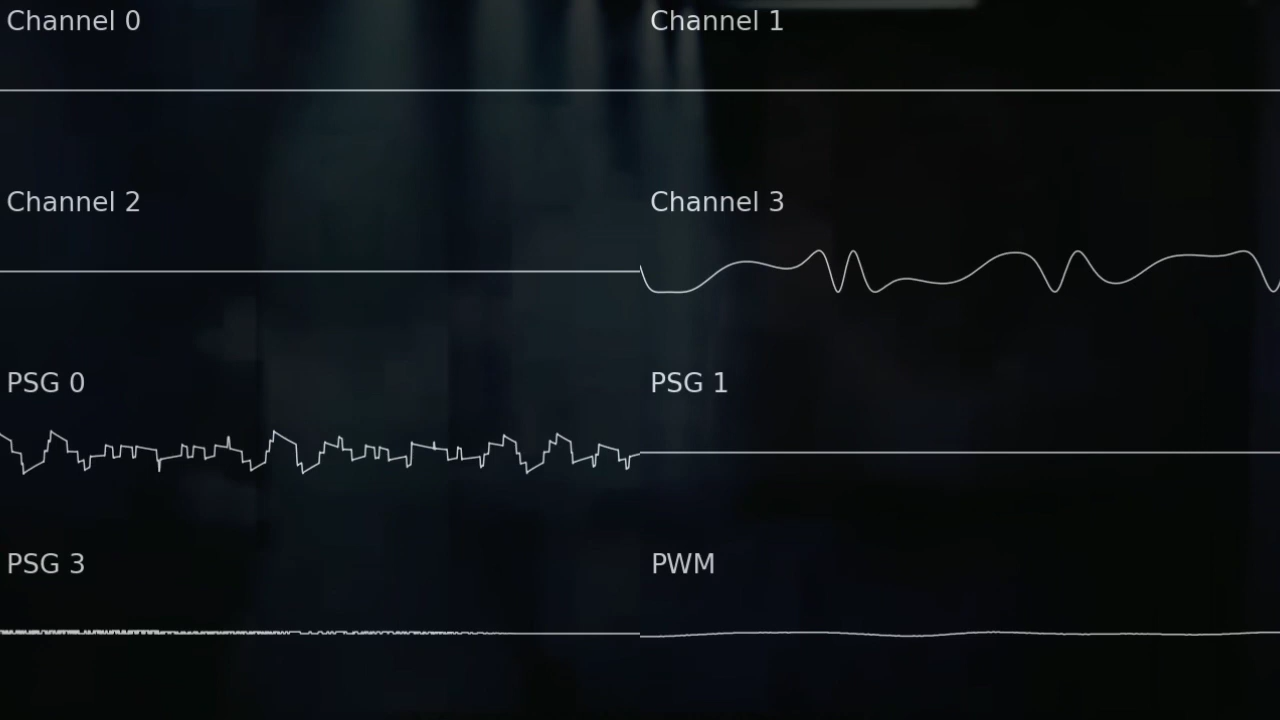 Channel 0
Channel 1
Channel 2
Channel 3
PSG 0
PSG 1
PSG 3
PWM